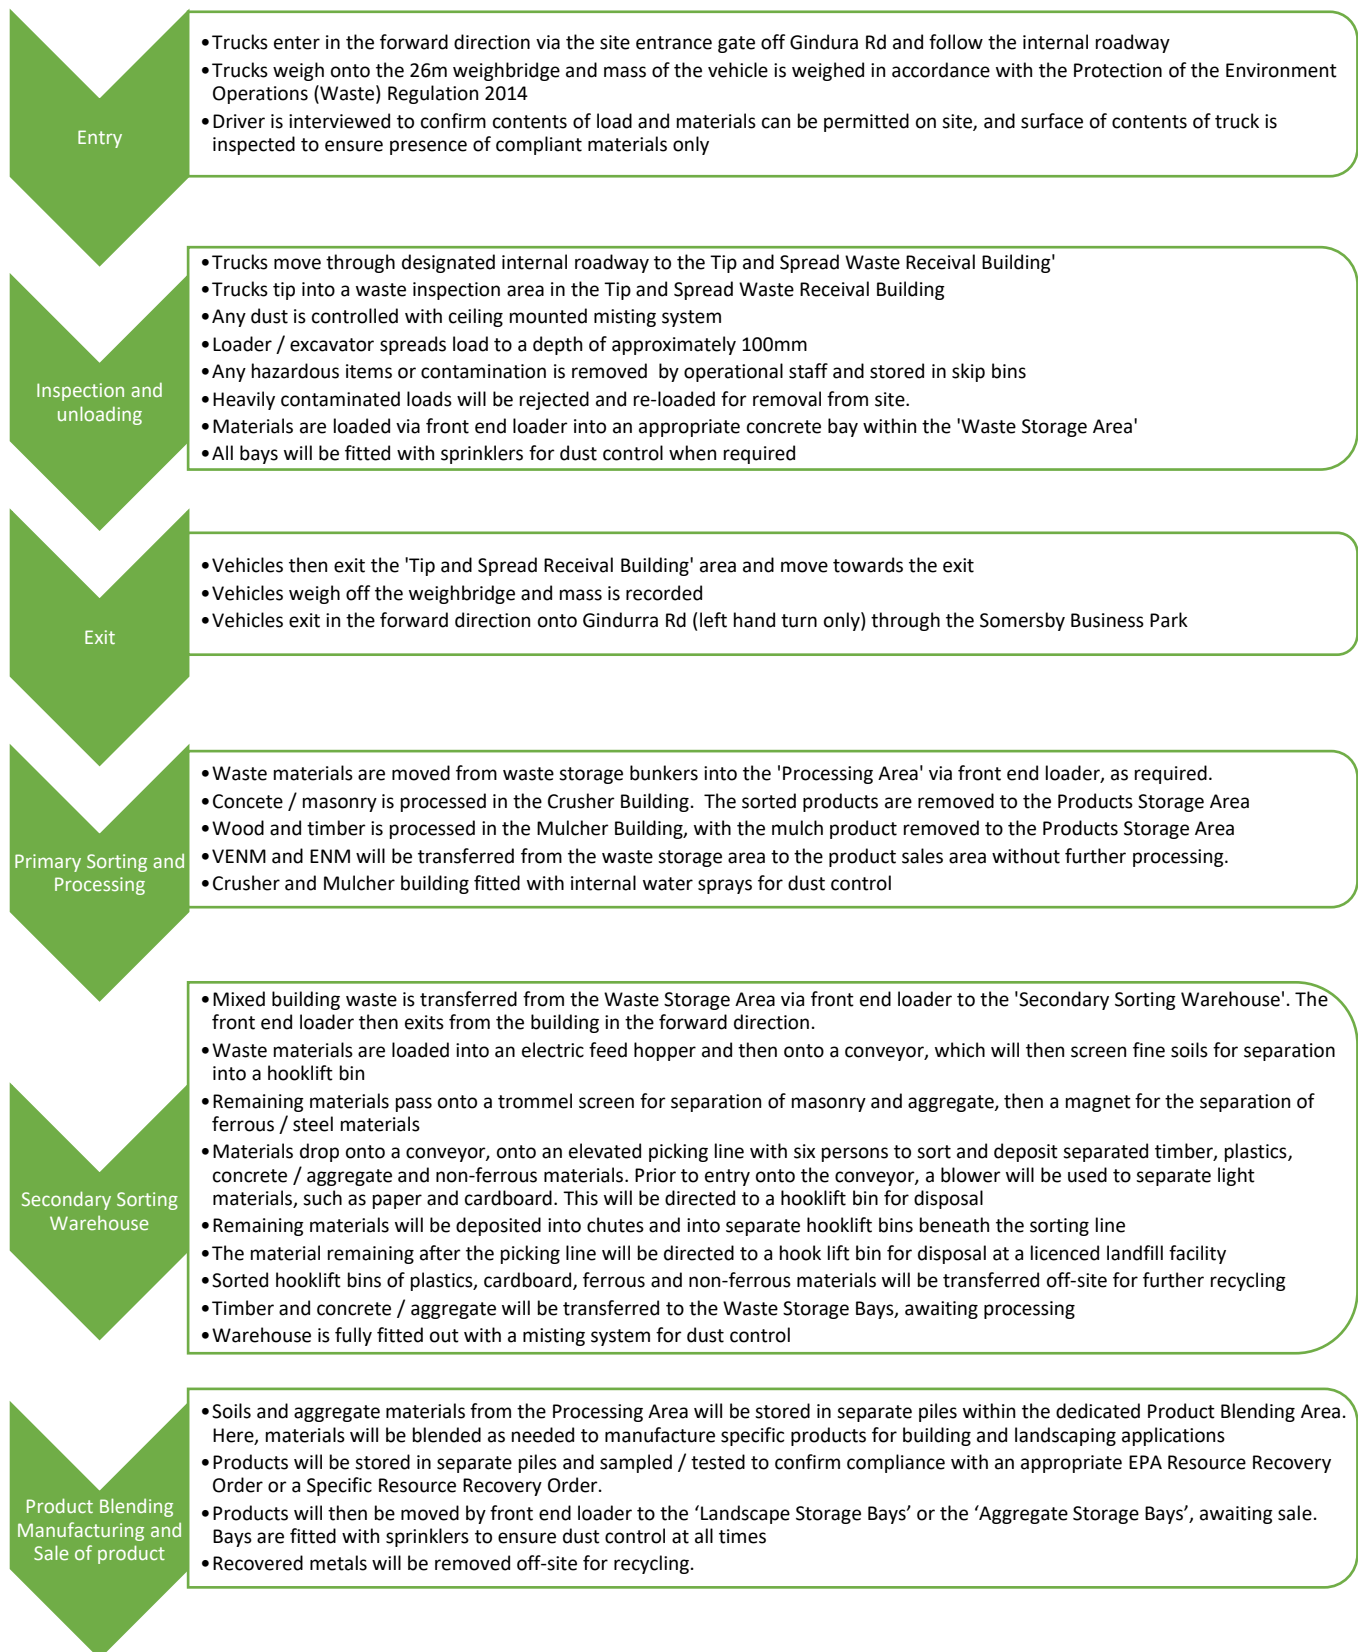 Entry
•Trucks enter in the forward direction via the site entrance gate off Gindura Rd and follow the internal roadway
•Trucks weigh onto the 26m weighbridge and mass of the vehicle is weighed in accordance with the Protection of the Environment
Operations (Waste) Regulation 2014
•Driver is interviewed to confirm contents of load and materials can be permitted on site, and surface of contents of truck is
inspected to ensure presence of compliant materials only
Inspection and
unloading
•Trucks move through designated internal roadway to the Tip and Spread Waste Receival Building'
•Trucks tip into a waste inspection area in the Tip and Spread Waste Receival Building
•Any dust is controlled with ceiling mounted misting system
•Loader / excavator spreads load to a depth of approximately 100mm
•Any hazardous items or contamination is removed  by operational staff and stored in skip bins
•Heavily contaminated loads will be rejected and re-loaded for removal from site.
•Materials are loaded via front end loader into an appropriate concrete bay within the 'Waste Storage Area'
•All bays will be fitted with sprinklers for dust control when required
Exit
•Vehicles then exit the 'Tip and Spread Receival Building' area and move towards the exit
•Vehicles weigh off the weighbridge and mass is recorded
•Vehicles exit in the forward direction onto Gindurra Rd (left hand turn only) through the Somersby Business Park
Primary Sorting and
Processing
•Waste materials are moved from waste storage bunkers into the 'Processing Area' via front end loader, as required.
•Concete / masonry is processed in the Crusher Building.  The sorted products are removed to the Products Storage Area
•Wood and timber is processed in the Mulcher Building, with the mulch product removed to the Products Storage Area
•VENM and ENM will be transferred from the waste storage area to the product sales area without further processing.
•Crusher and Mulcher building fitted with internal water sprays for dust control
Secondary Sorting
Warehouse
•Mixed building waste is transferred from the Waste Storage Area via front end loader to the 'Secondary Sorting Warehouse'. The
front end loader then exits from the building in the forward direction.
•Waste materials are loaded into an electric feed hopper and then onto a conveyor, which will then screen fine soils for separation
into a hooklift bin
•Remaining materials pass onto a trommel screen for separation of masonry and aggregate, then a magnet for the separation of
ferrous / steel materials
•Materials drop onto a conveyor, onto an elevated picking line with six persons to sort and deposit separated timber, plastics,
concrete / aggregate and non-ferrous materials. Prior to entry onto the conveyor, a blower will be used to separate light
materials, such as paper and cardboard. This will be directed to a hooklift bin for disposal
•Remaining materials will be deposited into chutes and into separate hooklift bins beneath the sorting line
•The material remaining after the picking line will be directed to a hook lift bin for disposal at a licenced landfill facility
•Sorted hooklift bins of plastics, cardboard, ferrous and non-ferrous materials will be transferred off-site for further recycling
•Timber and concrete / aggregate will be transferred to the Waste Storage Bays, awaiting processing
•Warehouse is fully fitted out with a misting system for dust control
Product Blending
Manufacturing and
Sale of product
•Soils and aggregate materials from the Processing Area will be stored in separate piles within the dedicated Product Blending Area.
Here, materials will be blended as needed to manufacture specific products for building and landscaping applications
•Products will be stored in separate piles and sampled / tested to confirm compliance with an appropriate EPA Resource Recovery
Order or a Specific Resource Recovery Order.
•Products will then be moved by front end loader to the ‘Landscape Storage Bays’ or the ‘Aggregate Storage Bays’, awaiting sale.
Bays are fitted with sprinklers to ensure dust control at all times
•Recovered metals will be removed off-site for recycling.